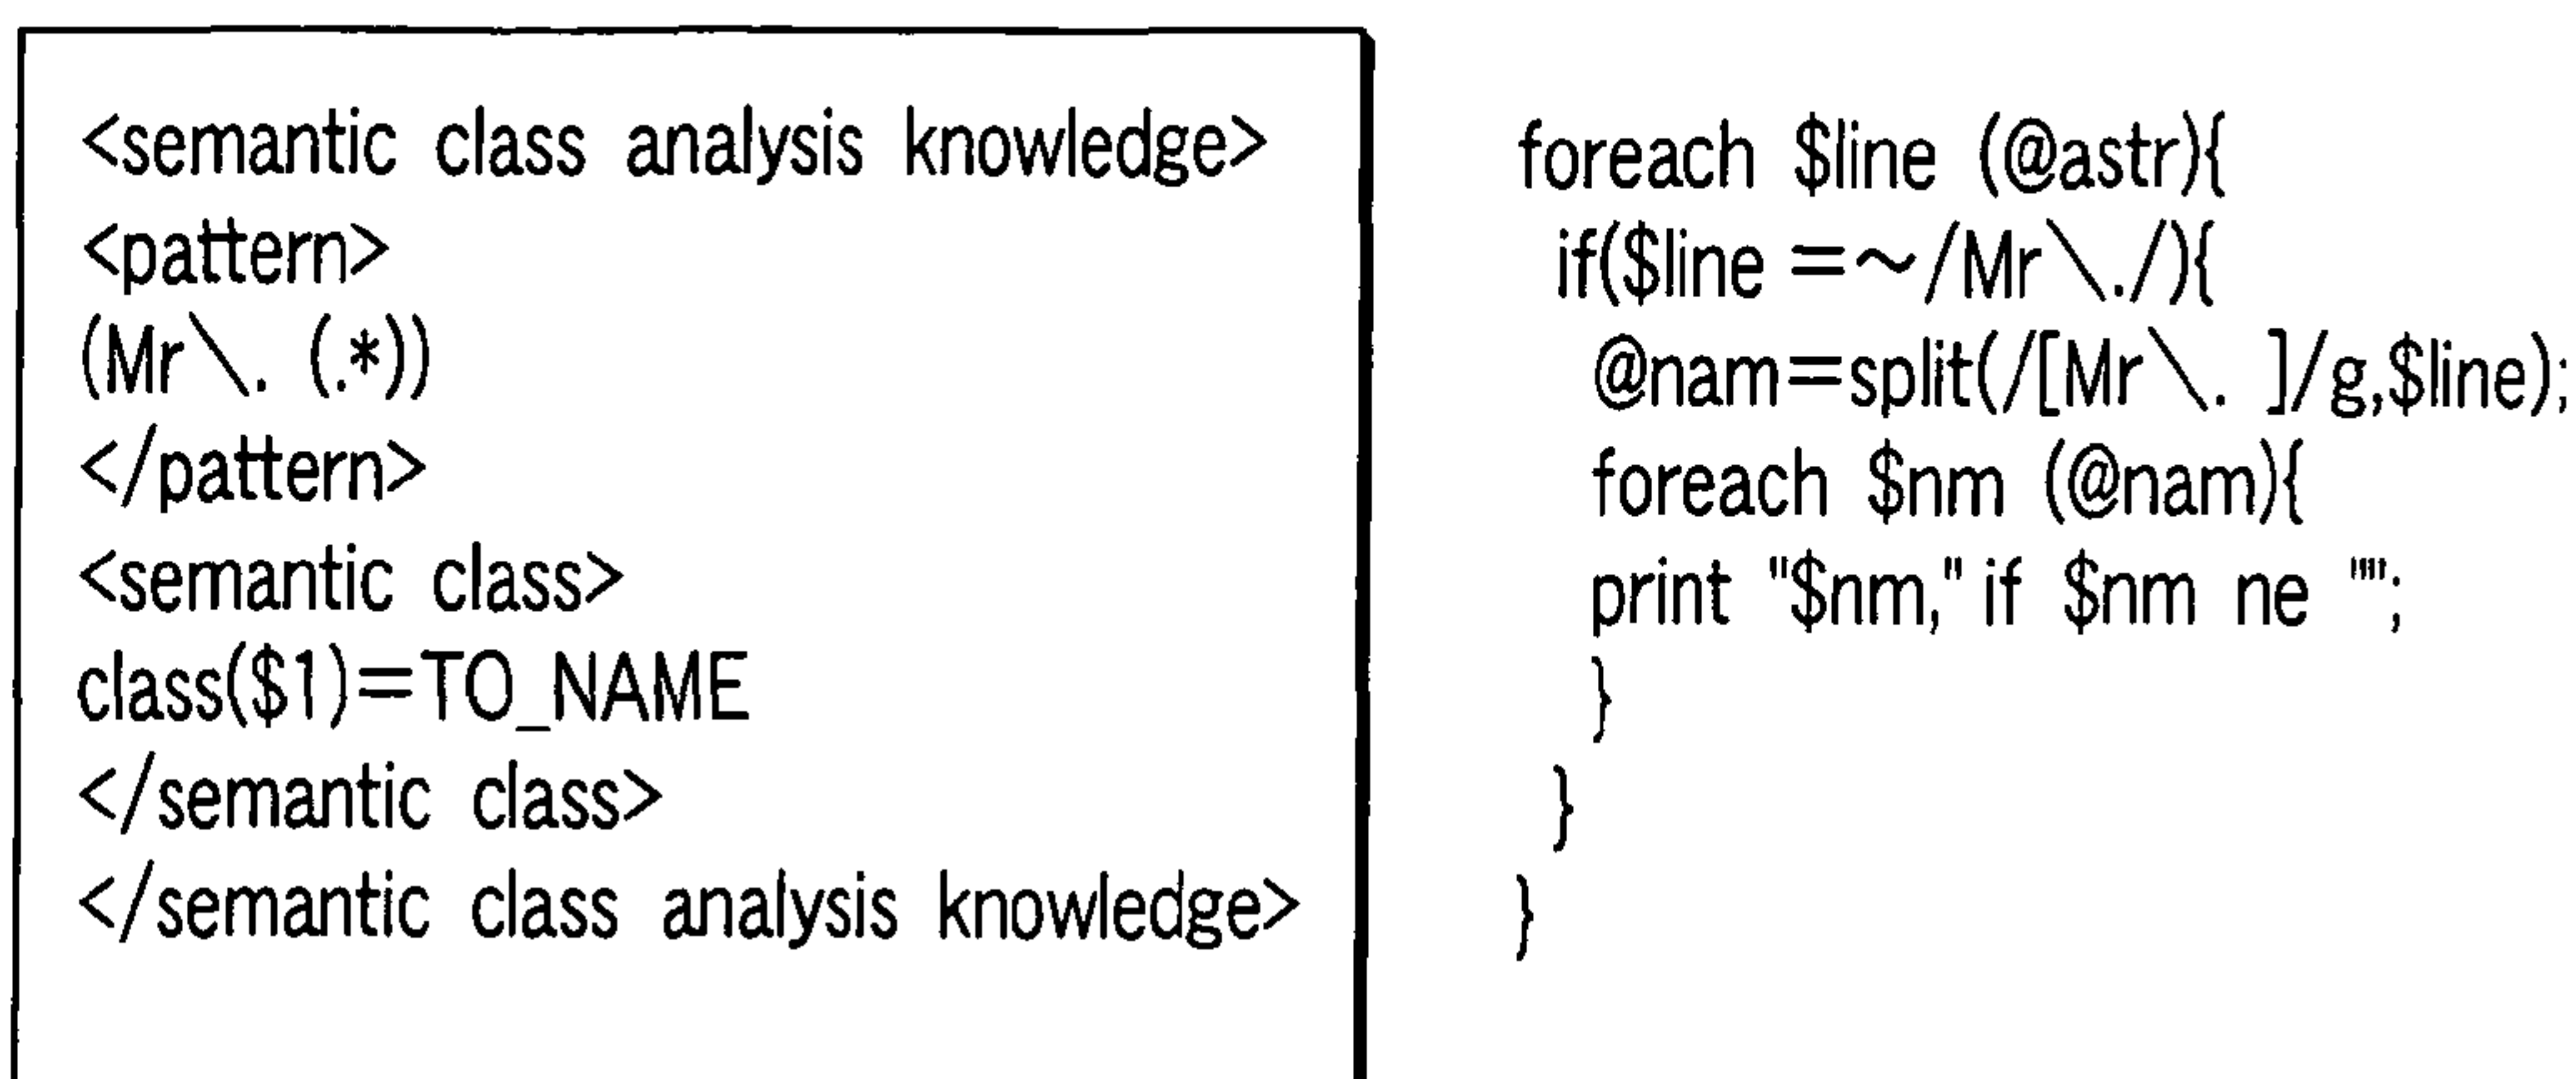 <semantic class analysis knowledge>
<pattern>
(Mr\. (.*))
</pattern>
<semantic class>
class($1)=TO_NAME
</semantic class>
</semantic class analysis knowledge>
foreach $line (@astr){
if($line =~/Mr\./){
@nam=split(/[Mr\. ]/g,$line);
foreach $nm (@nam){
print "$nm," if $nm ne "";
}
}
}